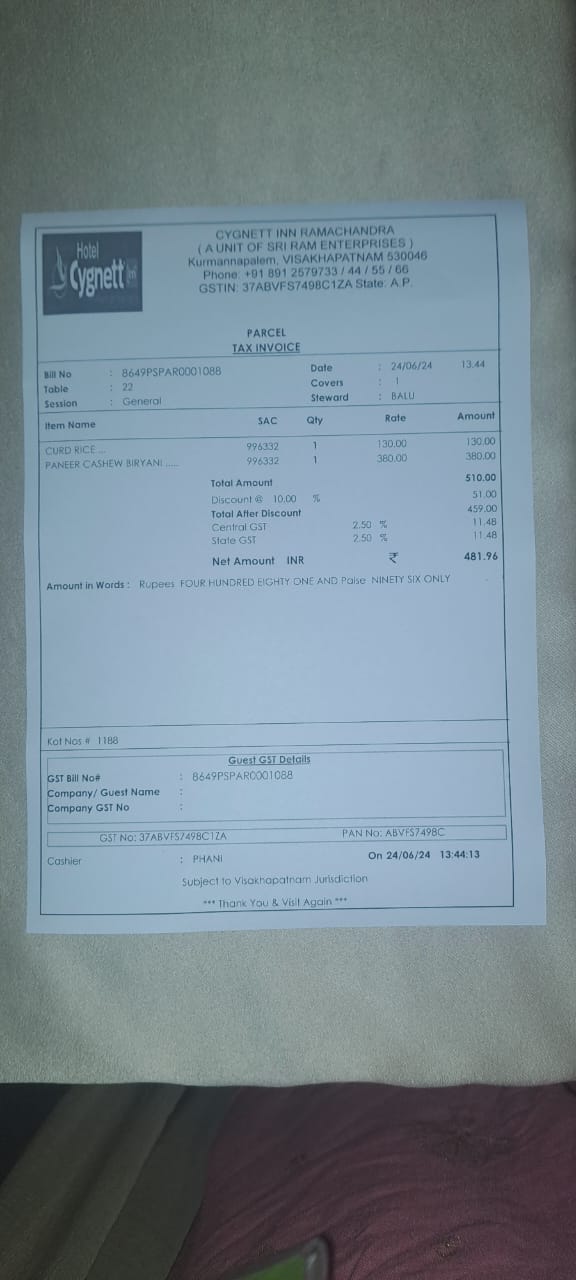 Hotel
Cygnett Inn
CYGNETT INN RAMACHANDRA
( A UNIT OF SRI RAM ENTERPRISES )
Kurmannapalem, VISAKHAPATNAM 530046
Phone: +91 891 2579733 / 44 / 55 / 66
GSTIN: 37ABVFS7498C1ZA State: A.P.
PARCEL
TAX INVOICE
Bill No : 8649PSPAR0001088 Date : 24/06/24 13:44
Table : 22 Covers : 1
Session : General Steward : BALU
Item Name SAC Qty Rate Amount
CURD RICE ... 996332 1 130.00 130.00
PANEER CASHEW BIRYANI ..... 996332 1 380.00 380.00
Total Amount 510.00
Discount @ 10.00 % 51.00
Total After Discount 459.00
Central GST 2.50 % 11.48
State GST 2.50 % 11.48
Net Amount INR ₹ 481.96
Amount in Words : Rupees FOUR HUNDRED EIGHTY ONE AND Paise NINETY SIX ONLY
Kot Nos # 1188
Guest GST Details
GST Bill No# : 8649PSPAR0001088
Company/ Guest Name :
Company GST No :
GST No: 37ABVFS7498C1ZA PAN No: ABVFS7498C
Cashier : PHANI On 24/06/24 13:44:13
Subject to Visakhapatnam Jurisdiction
*** Thank You & Visit Again ***